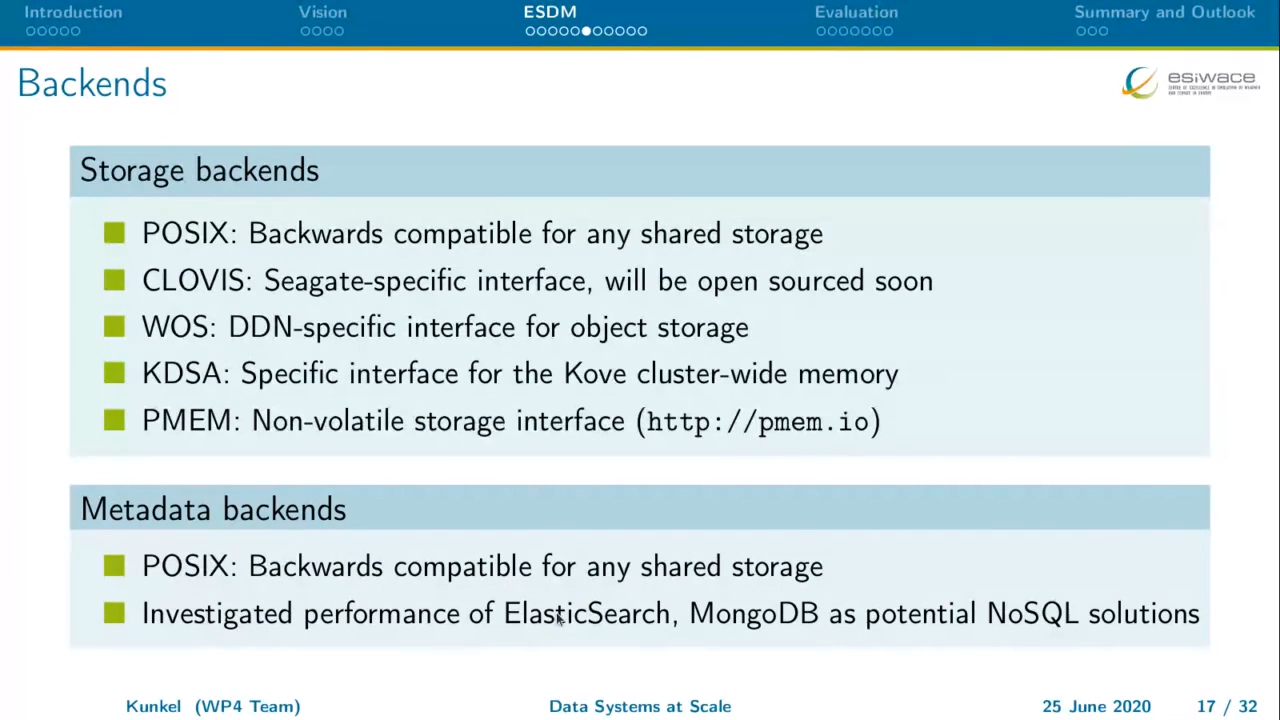 Introduction
Vision
ESDM
Evaluation
Summary and Outlook
Backends
esiwace
Storage backends
POSIX: Backwards compatible for any shared storage
CLOVIS: Seagate-specific interface, will be open sourced soon
WOS: DDN-specific interface for object storage
KDSA: Specific interface for the Kove cluster-wide memory
PMEM: Non-volatile storage interface (http://pmem.io)
Metadata backends
POSIX: Backwards compatible for any shared storage
Investigated performance of ElasticSearch, MongoDB as potential NoSQL solutions
Kunkel (WP4 Team)
Data Systems at Scale
25 June 2020
17 / 32